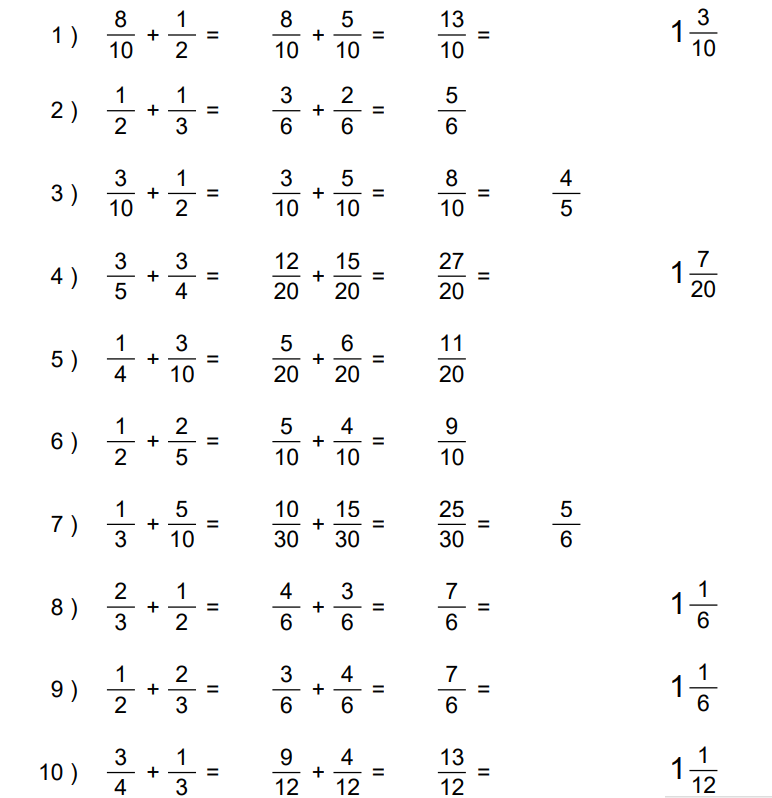 1 ) 8/10 + 1/2 = 8/10 + 5/10 = 13/10 = 1 3/10
2 ) 1/2 + 1/3 = 3/6 + 2/6 = 5/6
3 ) 3/10 + 1/2 = 3/10 + 5/10 = 8/10 = 4/5
4 ) 3/5 + 3/4 = 12/20 + 15/20 = 27/20 = 1 7/20
5 ) 1/4 + 3/10 = 5/20 + 6/20 = 11/20
6 ) 1/2 + 2/5 = 5/10 + 4/10 = 9/10
7 ) 1/3 + 5/10 = 10/30 + 15/30 = 25/30 = 5/6
8 ) 2/3 + 1/2 = 4/6 + 3/6 = 7/6 = 1 1/6
9 ) 1/2 + 2/3 = 3/6 + 4/6 = 7/6 = 1 1/6
10 ) 3/4 + 1/3 = 9/12 + 4/12 = 13/12 = 1 1/12